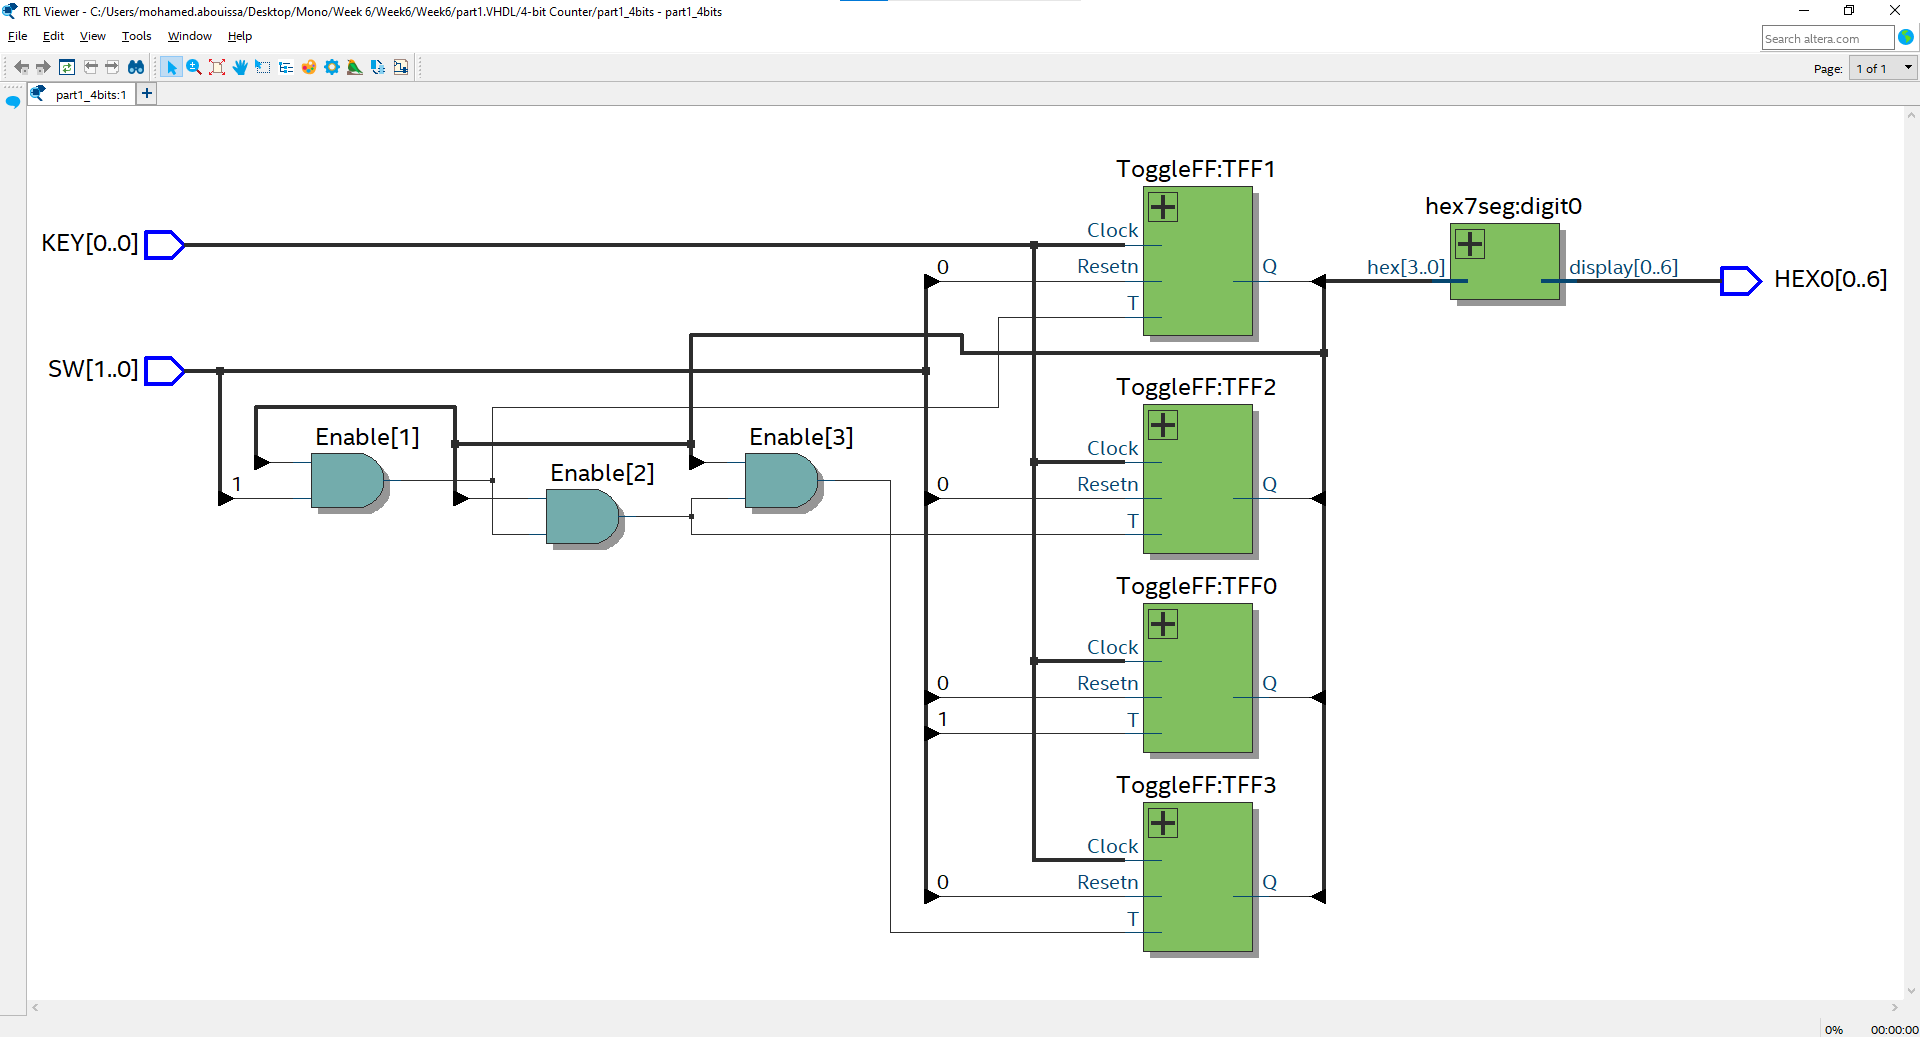 RTL Viewer - C:/Users/mohamed.abouissa/Desktop/Mono/Week 6/Week6/Week6/part1.VHDL/4-bit Counter/part1_4bits - part1_4bits
File Edit View Tools Window Help
Search altera.com
Page: 1 of 1
part1_4bits:1
ToggleFF:TFF1
hex7seg:digit0
KEY[0..0]
Clock
0
Resetn
Q
hex[3..0]
display[0..6]
HEX0[0..6]
T
SW[1..0]
ToggleFF:TFF2
Enable[1]
Enable[3]
Clock
Enable[2]
1
0
Resetn
Q
T
ToggleFF:TFF0
Clock
0
Resetn
Q
1
T
ToggleFF:TFF3
Clock
0
Resetn
Q
T
0% 00:00:00